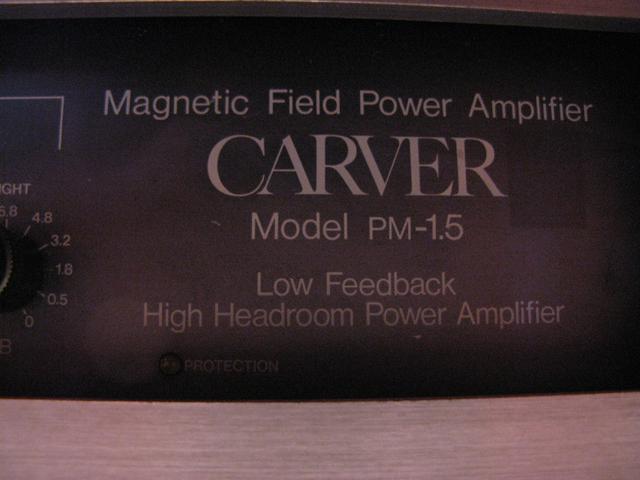 Magnetic Field Power Amplifier
CARVER
Model PM-1.5
Low Feedback
High Headroom Power Amplifier
PROTECTION
IGHT
6.8
4.8
3.2
1.8
0.5
0
B